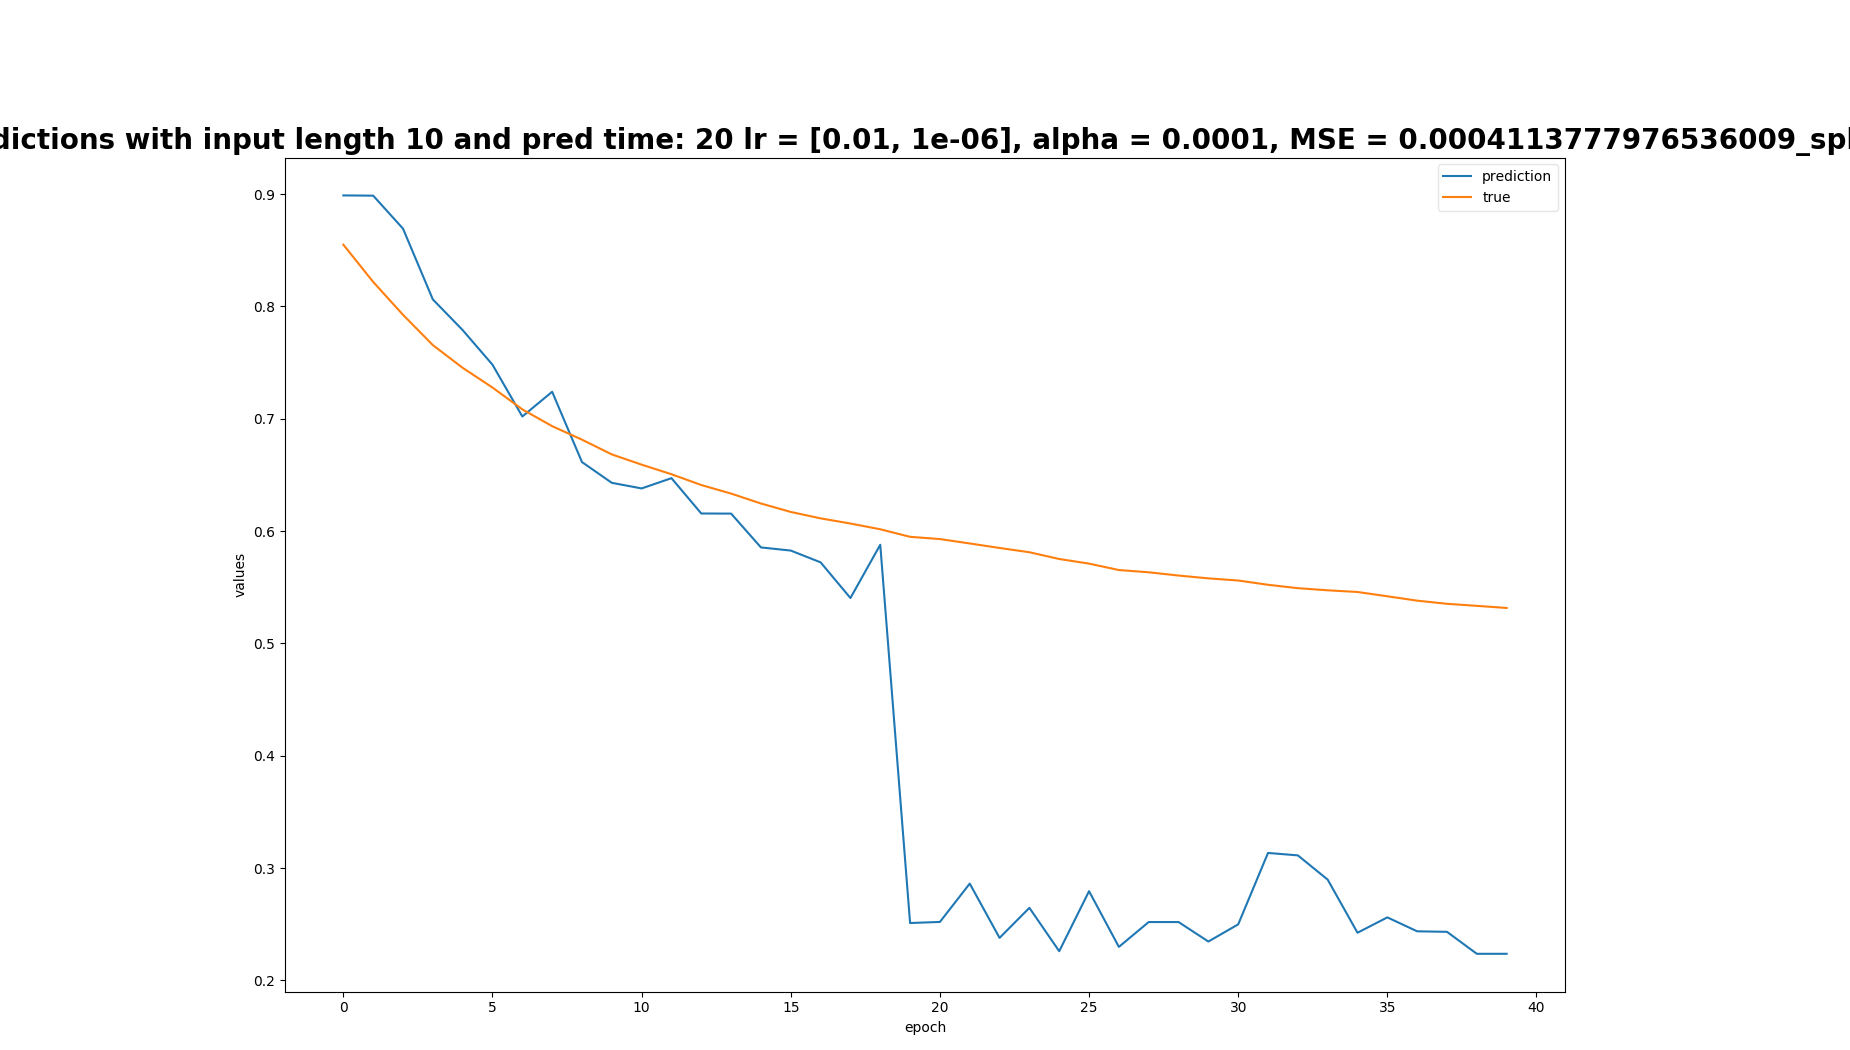 dictions with input length 10 and pred time: 20 lr = [0.01, 1e-06], alpha = 0.0001, MSE = 0.0004113777976536009_spl
prediction
true
0.9
0.8
0.7
0.6
0.5
0.4
0.3
0.2
values
0 5 10 15 20 25 30 35 40
epoch